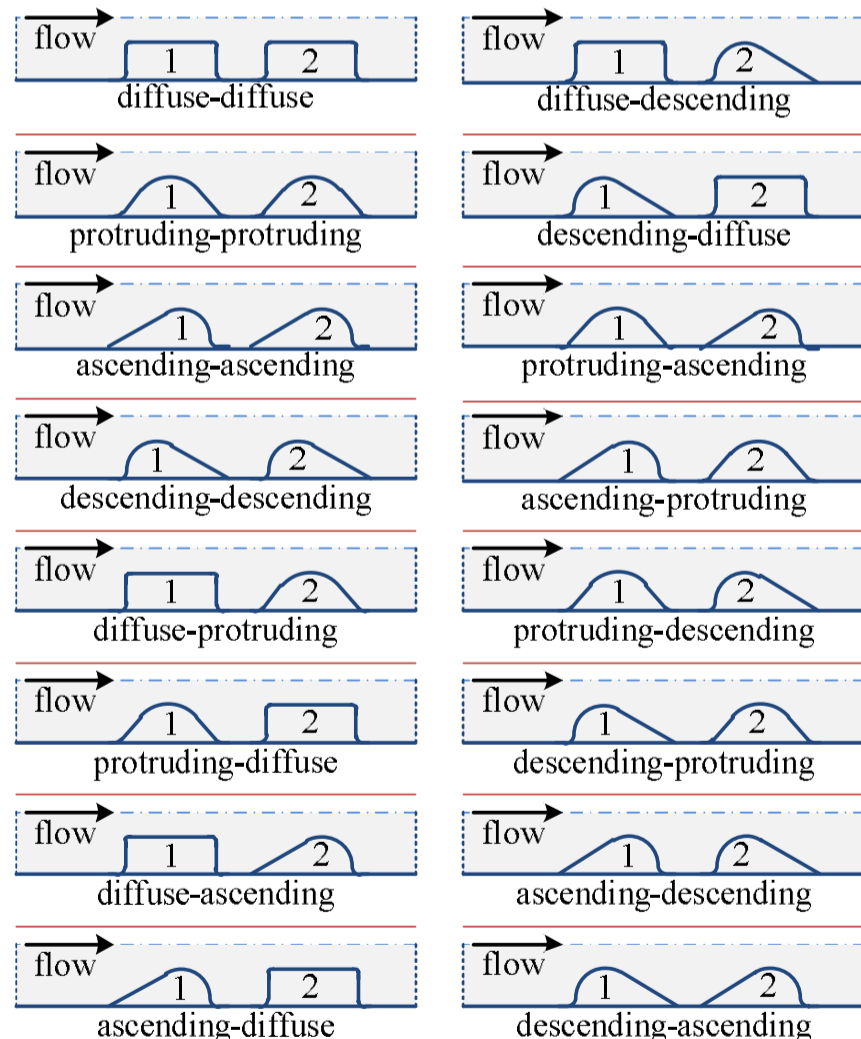 flow
1 2
diffuse-diffuse
flow
1 2
diffuse-descending
flow
1 2
protruding-protruding
flow
1 2
descending-diffuse
flow
1 2
ascending-ascending
flow
1 2
protruding-ascending
flow
1 2
descending-descending
flow
1 2
ascending-protruding
flow
1 2
diffuse-protruding
flow
1 2
protruding-descending
flow
1 2
protruding-diffuse
flow
1 2
descending-protruding
flow
1 2
diffuse-ascending
flow
1 2
ascending-descending
flow
1 2
ascending-diffuse
flow
1 2
descending-ascending